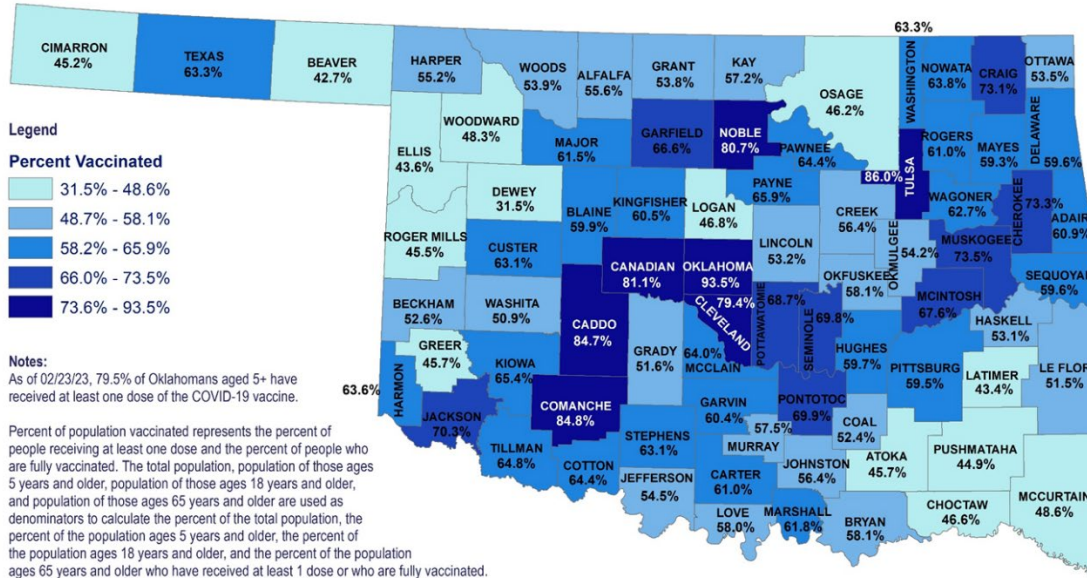 63.3%
CIMARRON
45.2%
TEXAS
63.3%
BEAVER
42.7%
HARPER
55.2%
WOODS
53.9%
ALFALFA
55.6%
GRANT
53.8%
KAY
57.2%
OSAGE
46.2%
WASHINGTON
NOWATA
63.8%
CRAIG
73.1%
OTTAWA
53.5%
Legend
Percent Vaccinated
31.5% - 48.6%
48.7% - 58.1%
58.2% - 65.9%
66.0% - 73.5%
73.6% - 93.5%
WOODWARD
48.3%
ELLIS
43.6%
MAJOR
61.5%
GARFIELD
66.6%
NOBLE
80.7%
PAWNEE
64.4%
TULSA
86.0%
ROGERS
61.0%
MAYES
59.3%
DELAWARE
59.6%
DEWEY
31.5%
BLAINE
59.9%
KINGFISHER
60.5%
LOGAN
46.8%
PAYNE
65.9%
CREEK
56.4%
WAGONER
62.7%
CHEROKEE
73.3%
ADAIR
60.9%
ROGER MILLS
45.5%
CUSTER
63.1%
CANADIAN
81.1%
OKLAHOMA
93.5%
LINCOLN
53.2%
OKMULGEE
54.2%
MUSKOGEE
73.5%
OKFUSKEE
58.1%
SEQUOYAH
59.6%
BECKHAM
52.6%
WASHITA
50.9%
CADDO
84.7%
79.4%
CLEVELAND
POTTAWATOMIE
68.7%
SEMINOLE
69.8%
MCINTOSH
67.6%
HASKELL
53.1%
GREER
45.7%
KIOWA
65.4%
GRADY
51.6%
64.0%
MCCLAIN
HUGHES
59.7%
PITTSBURG
59.5%
LATIMER
43.4%
LE FLOR
51.5%
63.6%
HARMON
JACKSON
70.3%
COMANCHE
84.8%
GARVIN
60.4%
PONTOTOC
69.9%
TILLMAN
64.8%
COTTON
64.4%
STEPHENS
63.1%
57.5%
MURRAY
COAL
52.4%
ATOKA
45.7%
PUSHMATAHA
44.9%
JEFFERSON
54.5%
CARTER
61.0%
JOHNSTON
56.4%
LOVE
58.0%
MARSHALL
61.8%
BRYAN
58.1%
CHOCTAW
46.6%
MCCURTAIN
48.6%
Notes:
As of 02/23/23, 79.5% of Oklahomans aged 5+ have
received at least one dose of the COVID-19 vaccine.
Percent of population vaccinated represents the percent of
people receiving at least one dose and the percent of people who
are fully vaccinated. The total population, population of those ages
5 years and older, population of those ages 18 years and older,
and population of those ages 65 years and older are used as
denominators to calculate the percent of the total population, the
percent of the population ages 5 years and older, the percent of
the population ages 18 years and older, and the percent of the population
ages 65 years and older who have received at least 1 dose or who are fully vaccinated.